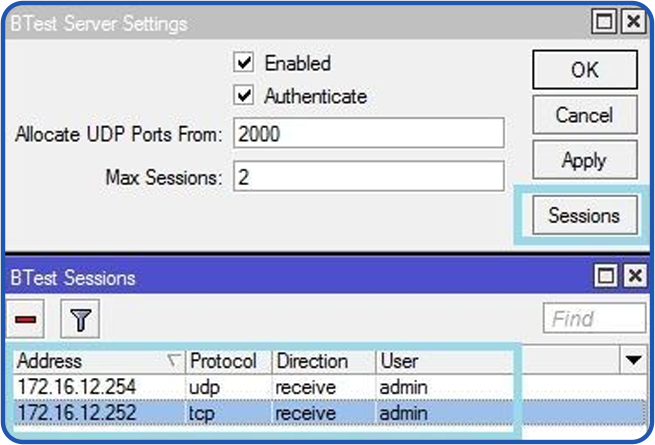 BTest Server Settings
Enabled
OK
Authenticate
Cancel
Allocate UDP Ports From: 2000
Max Sessions: 2
Apply
Sessions
BTest Sessions
Find
Address Protocol Direction User
172.16.12.254 udp receive admin
172.16.12.252 tcp receive admin